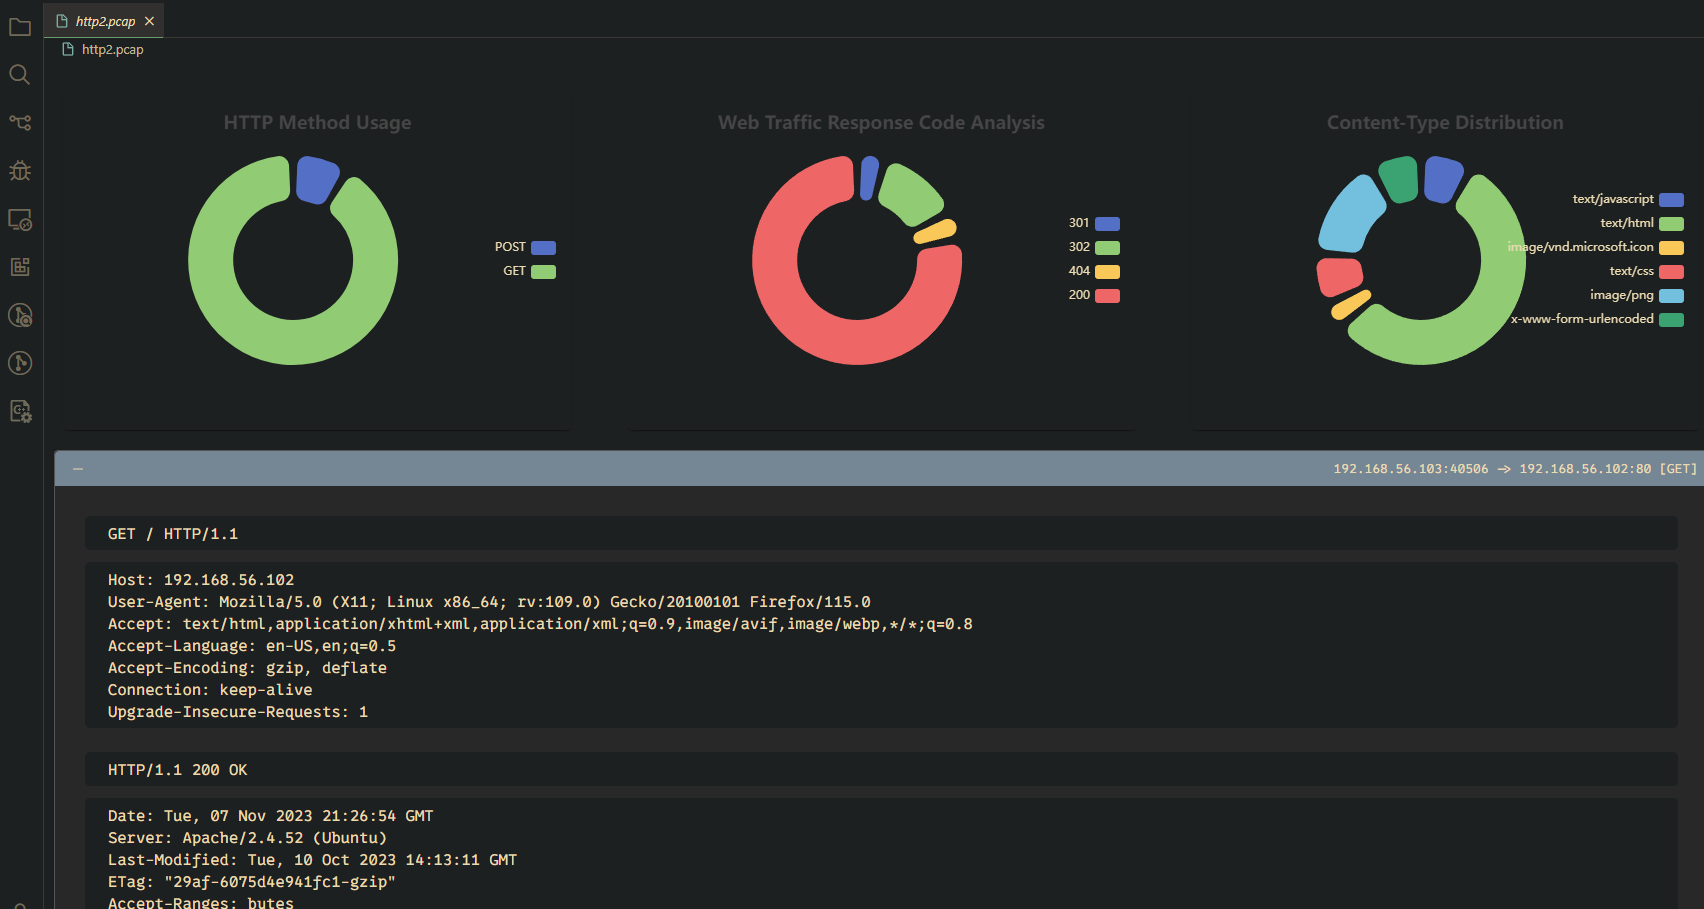 http2.pcap
http2.pcap
HTTP Method Usage
POST
GET
Web Traffic Response Code Analysis
301
302
404
200
Content-Type Distribution
text/javascript
text/html
image/vnd.microsoft.icon
text/css
image/png
x-www-form-urlencoded
192.168.56.103:40506 → 192.168.56.102:80 [GET]
GET / HTTP/1.1
Host: 192.168.56.102
User-Agent: Mozilla/5.0 (X11; Linux x86_64; rv:109.0) Gecko/20100101 Firefox/115.0
Accept: text/html,application/xhtml+xml,application/xml;q=0.9,image/avif,image/webp,*/*;q=0.8
Accept-Language: en-US,en;q=0.5
Accept-Encoding: gzip, deflate
Connection: keep-alive
Upgrade-Insecure-Requests: 1
HTTP/1.1 200 OK
Date: Tue, 07 Nov 2023 21:26:54 GMT
Server: Apache/2.4.52 (Ubuntu)
Last-Modified: Tue, 10 Oct 2023 14:13:11 GMT
ETag: "29af-6075d4e941fc1-gzip"
Accept-Ranges: bytes